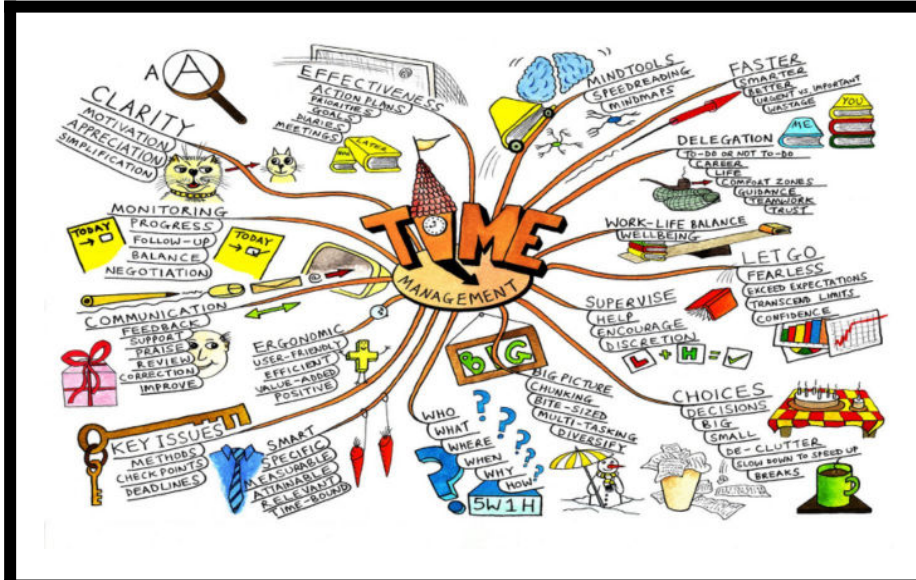 TIME
MANAGEMENT
A
A
CLARITY
MOTIVATION
APPRECIATION
SIMPLIFICATION
EFFECTIVENESS
ACTION PLANS
PRIORITIES
GOALS
DIARIES
MEETINGS
NOW
LATER
MINDTOOLS
SPEEDREADING
MINDMAPS
FASTER
SMARTER
BETTER
URGENT VS. IMPORTANT
WASTAGE
ME
YOU
DELEGATION
TO-DO OR NOT TO-DO
CAREER
LIFE
COMFORT ZONES
GUIDANCE
TEAMWORK
TRUST
WORK-LIFE BALANCE
WELLBEING
LET GO
FEARLESS
EXCEED EXPECTATIONS
TRANSCEND LIMITS
CONFIDENCE
SUPERVISE
HELP
ENCOURAGE
DISCRETION
L + H =
CHOICES
DECISIONS
BIG
SMALL
DE-CLUTTER
SLOW DOWN TO SPEED UP
BREAKS
BIG
BIG PICTURE
CHUNKING
BITE-SIZED
MULTI-TASKING
DIVERSIFY
WHO
WHAT
WHERE
WHEN
WHY
HOW
5W1H
SMART
SPECIFIC
MEASURABLE
ATTAINABLE
RELEVANT
TIME-BOUND
ERGONOMIC
USER-FRIENDLY
EFFICIENT
VALUE-ADDED
POSITIVE
KEY ISSUES
METHODS
CHECKPOINTS
DEADLINES
COMMUNICATION
FEEDBACK
SUPPORT
PRAISE
REVIEW
CORRECTION
IMPROVE
@
MONITORING
PROGRESS
FOLLOW-UP
BALANCE
NEGOTIATION
TODAY
TODAY